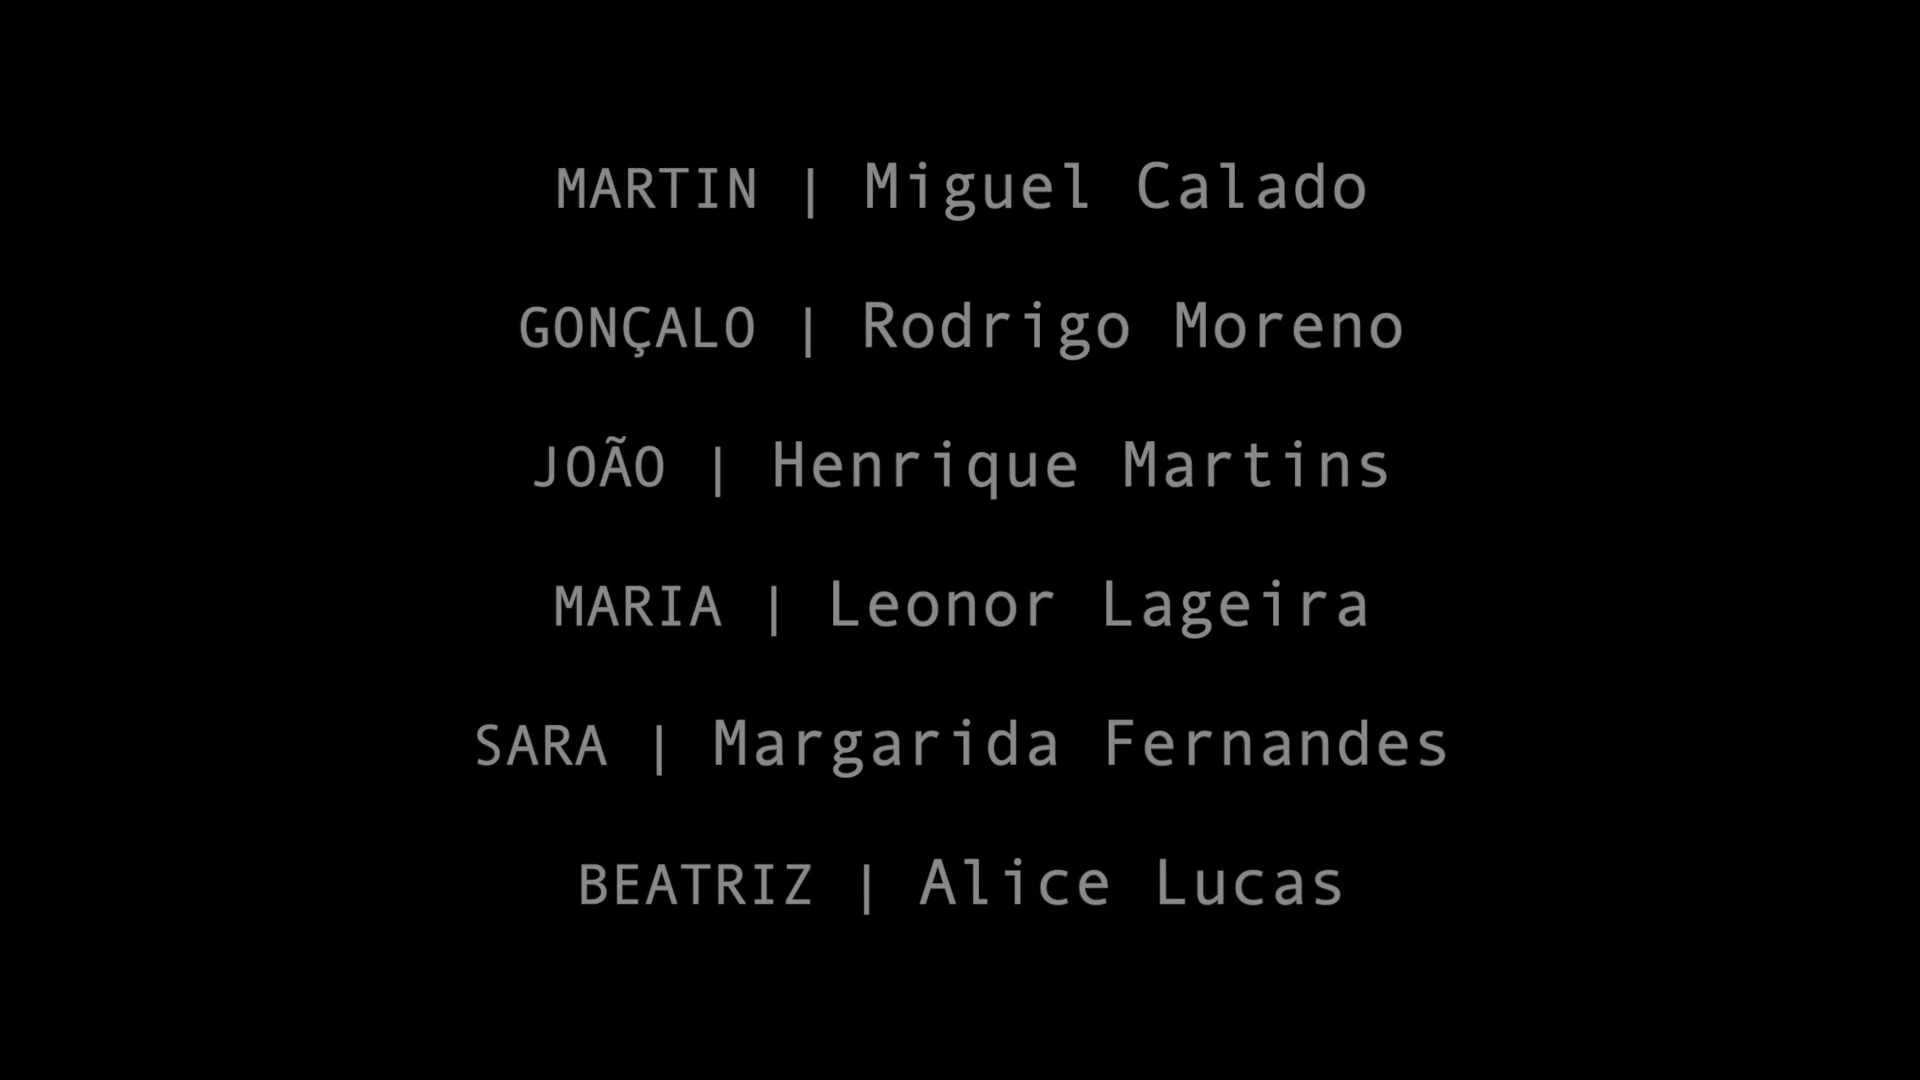 MARTIN | Miguel Calado
GONÇALO | Rodrigo Moreno
JOÃO | Henrique Martins
MARIA | Leonor Lageira
SARA | Margarida Fernandes
BEATRIZ | Alice Lucas